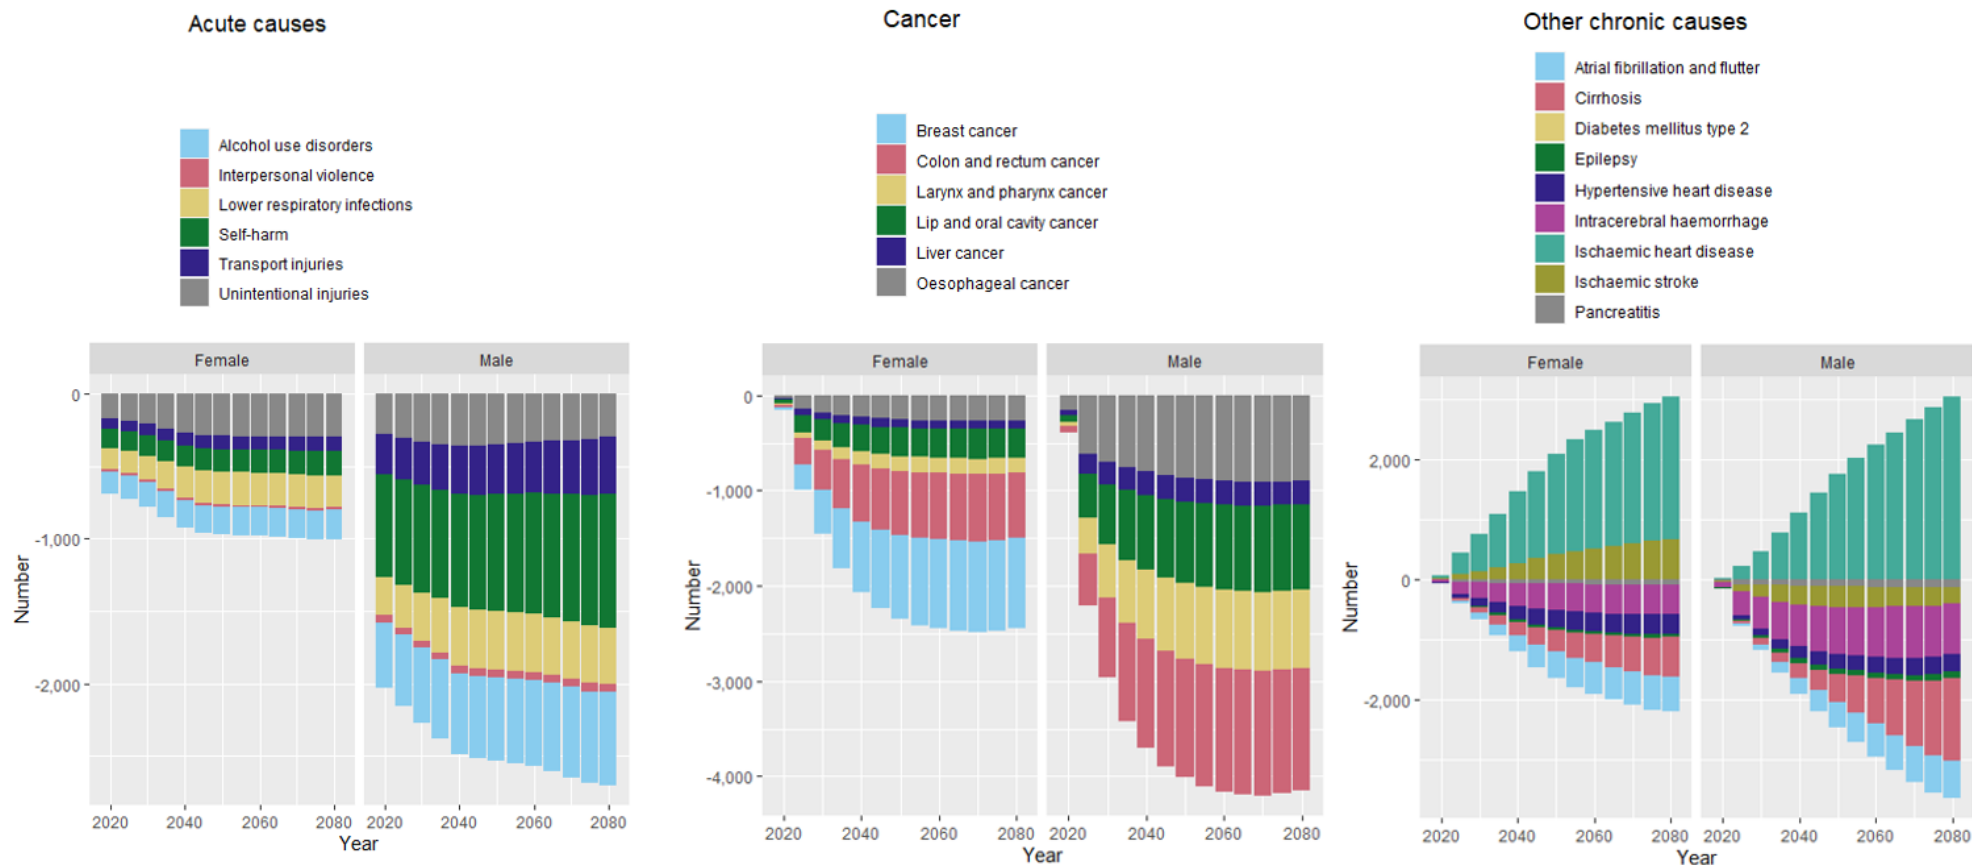 Acute causes
Alcohol use disorders
Interpersonal violence
Lower respiratory infections
Self-harm
Transport injuries
Unintentional injuries
Female
Male
0
-1,000
-2,000
Number
2020 2040 2060 2080 2020 2040 2060 2080
Year
Cancer
Breast cancer
Colon and rectum cancer
Larynx and pharynx cancer
Lip and oral cavity cancer
Liver cancer
Oesophageal cancer
Female
Male
0
-1,000
-2,000
-3,000
-4,000
Number
2020 2040 2060 2080 2020 2040 2060 2080
Year
Other chronic causes
Atrial fibrillation and flutter
Cirrhosis
Diabetes mellitus type 2
Epilepsy
Hypertensive heart disease
Intracerebral haemorrhage
Ischaemic heart disease
Ischaemic stroke
Pancreatitis
Female
Male
2,000
0
-2,000
Number
2020 2040 2060 2080 2020 2040 2060 2080
Year